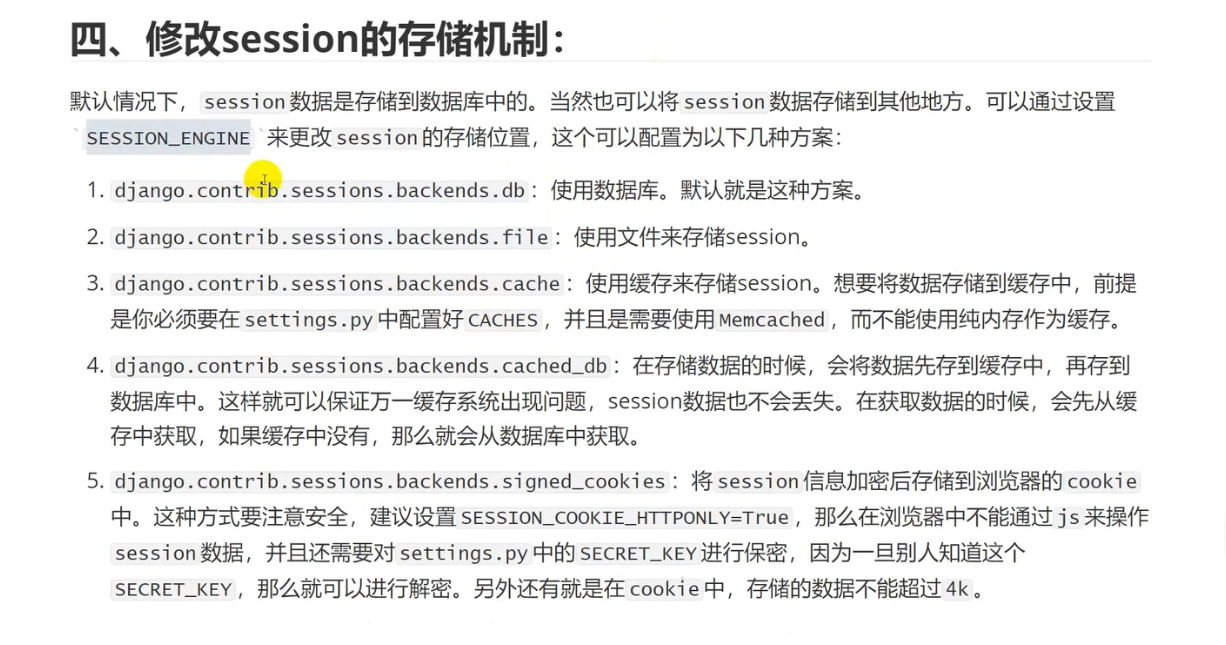 四、修改session的存储机制：
默认情况下，session数据是存储到数据库中的。当然也可以将session数据存储到其他地方。可以通过设置
`SESSION_ENGINE`来更改session的存储位置，这个可以配置为以下几种方案：
1. django.contrib.sessions.backends.db：使用数据库。默认就是这种方案。
2. django.contrib.sessions.backends.file：使用文件来存储session。
3. django.contrib.sessions.backends.cache：使用缓存来存储session。想要将数据存储到缓存中，前提
是你必须要在settings.py中配置好CACHES，并且是需要使用Memcached，而不能使用纯内存作为缓存。
4. django.contrib.sessions.backends.cached_db：在存储数据的时候，会将数据先存到缓存中，再存到
数据库中。这样就可以保证万一缓存系统出现问题，session数据也不会丢失。在获取数据的时候，会先从缓
存中获取，如果缓存中没有，那么就会从数据库中获取。
5. django.contrib.sessions.backends.signed_cookies：将session信息加密后存储到浏览器的cookie
中。这种方式要注意安全，建议设置SESSION_COOKIE_HTTPONLY=True，那么在浏览器中不能通过js来操作
session数据，并且还需要对settings.py中的SECRET_KEY进行保密，因为一旦别人知道这个
SECRET_KEY，那么就可以进行解密。另外还有就是在cookie中，存储的数据不能超过4k。